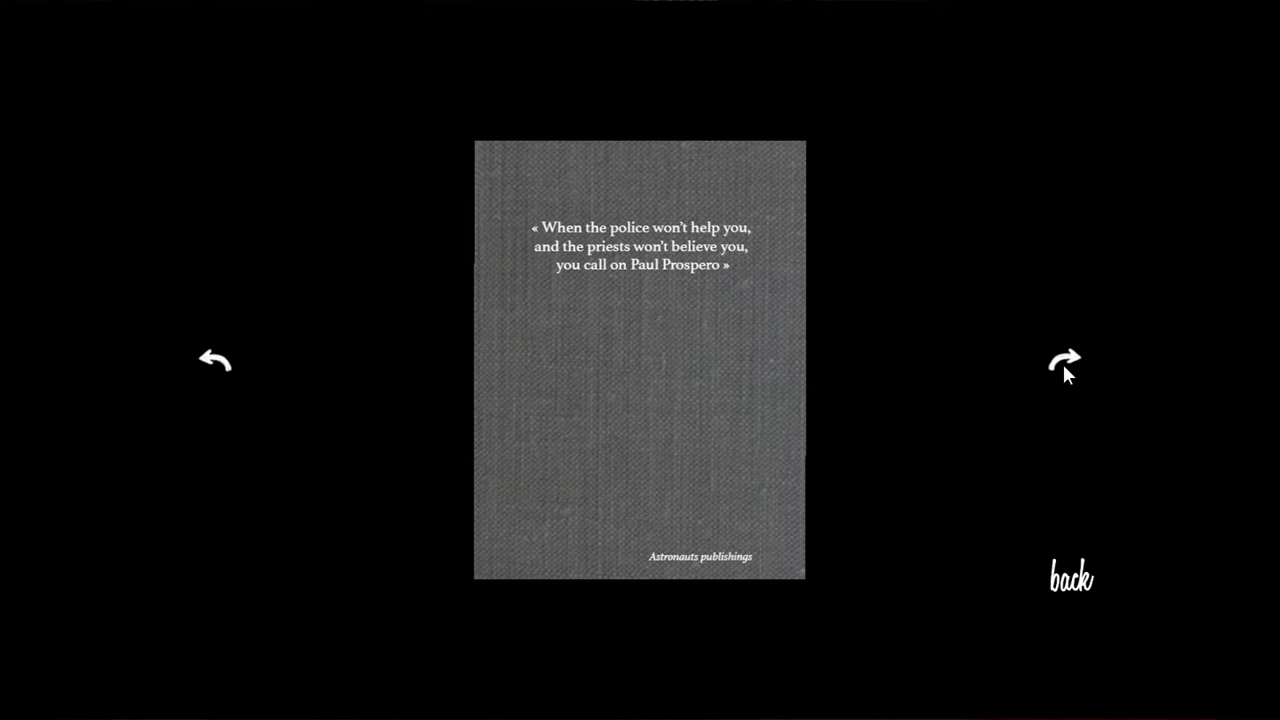 « When the police won't help you,
and the priests won't believe you,
you call on Paul Prospero »
Astronauts publishings
back